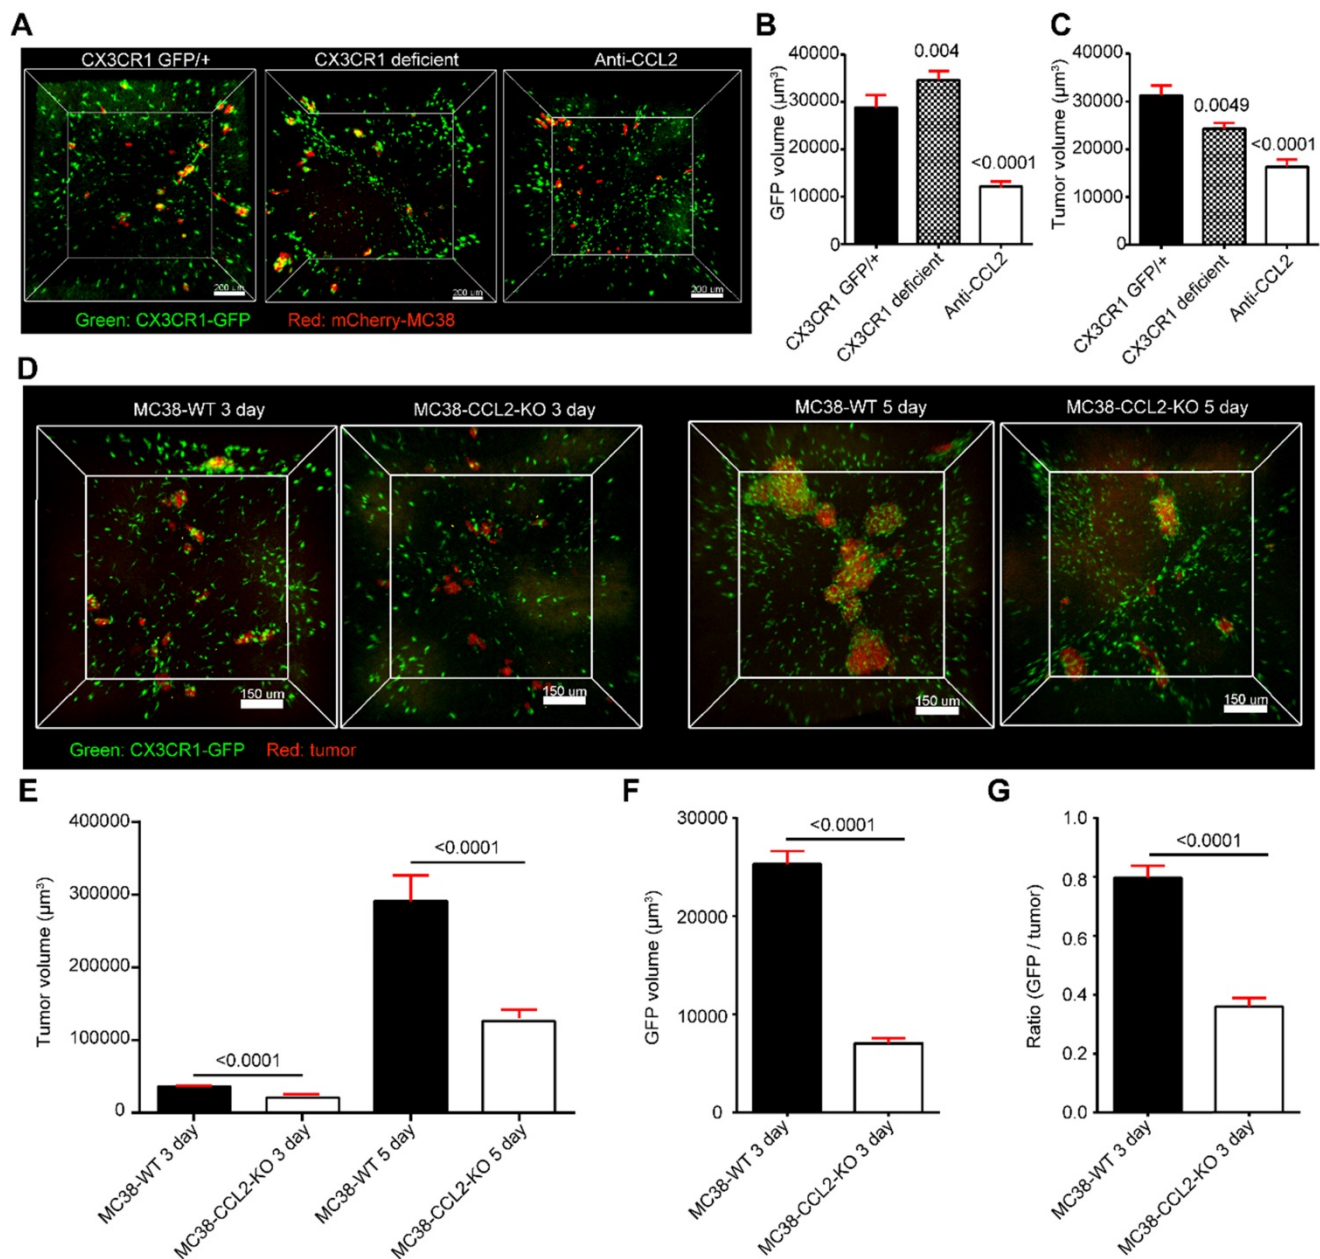 A
CX3CR1 GFP/+
CX3CR1 deficient
Anti-CCL2
200 um
200 um
200 um
Green: CX3CR1-GFP Red: mCherry-MC38
B
GFP volume (µm³)
40000
30000
20000
10000
0
0.004
<0.0001
CX3CR1 GFP/+
CX3CR1 deficient
Anti-CCL2
C
Tumor volume (µm³)
40000
30000
20000
10000
0
0.0049
<0.0001
CX3CR1 GFP/+
CX3CR1 deficient
Anti-CCL2
D
MC38-WT 3 day
MC38-CCL2-KO 3 day
MC38-WT 5 day
MC38-CCL2-KO 5 day
150 um
150 um
150 um
150 um
Green: CX3CR1-GFP Red: tumor
E
Tumor volume (µm³)
400000
300000
200000
100000
0
<0.0001
<0.0001
MC38-WT 3 day
MC38-CCL2-KO 3 day
MC38-WT 5 day
MC38-CCL2-KO 5 day
F
GFP volume (µm³)
30000
20000
10000
0
<0.0001
MC38-WT 3 day
MC38-CCL2-KO 3 day
G
Ratio (GFP / tumor)
1.0
0.8
0.6
0.4
0.2
0.0
<0.0001
MC38-WT 3 day
MC38-CCL2-KO 3 day